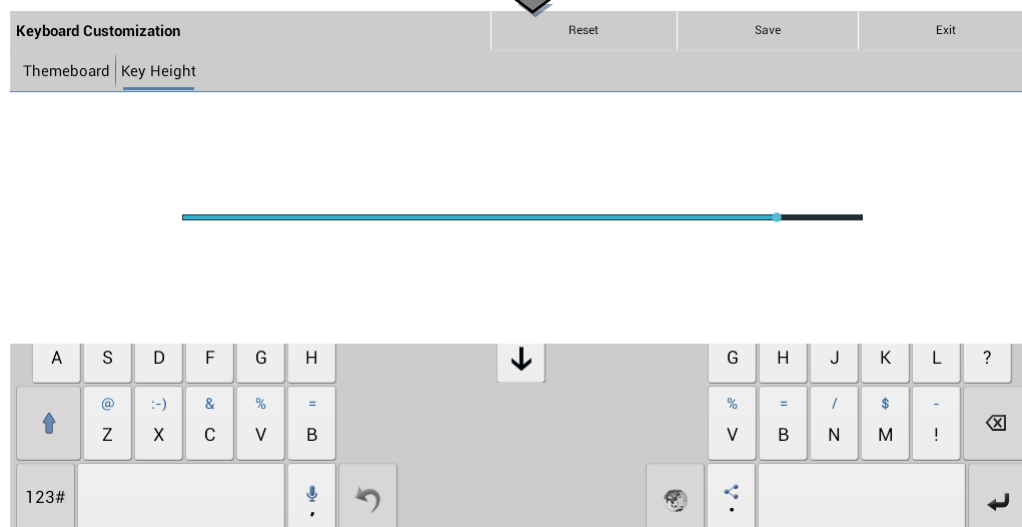 Keyboard Customization Reset Save Exit
Themeboard Key Height
A S D F G H G H J K L ?
@ :-) & % = % = / $ -
Z X C V B V B N M !
123# , .